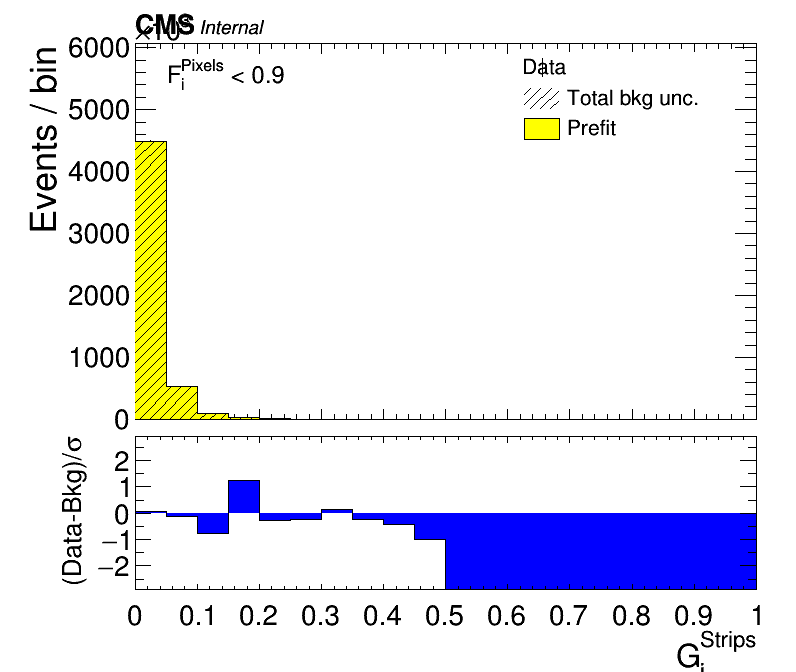 CMS Internal
×10³
6000
5000
4000
3000
2000
1000
0
Events / bin
F_i^Pixels < 0.9
Data
Total bkg unc.
Prefit
2
1
0
−1
−2
(Data-Bkg)/σ
0 0.1 0.2 0.3 0.4 0.5 0.6 0.7 0.8 0.9 1
G_i^Strips